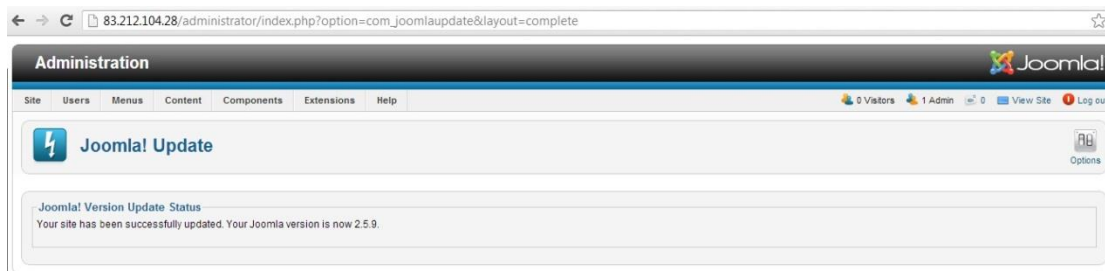 83.212.104.28/administrator/index.php?option=com_joomlaupdate&layout=complete
Administration Joomla!
Site Users Menus Content Components Extensions Help 0 Visitors 1 Admin 0 View Site Log ou
Joomla! Update Options
Joomla! Version Update Status
Your site has been successfully updated. Your Joomla version is now 2.5.9.